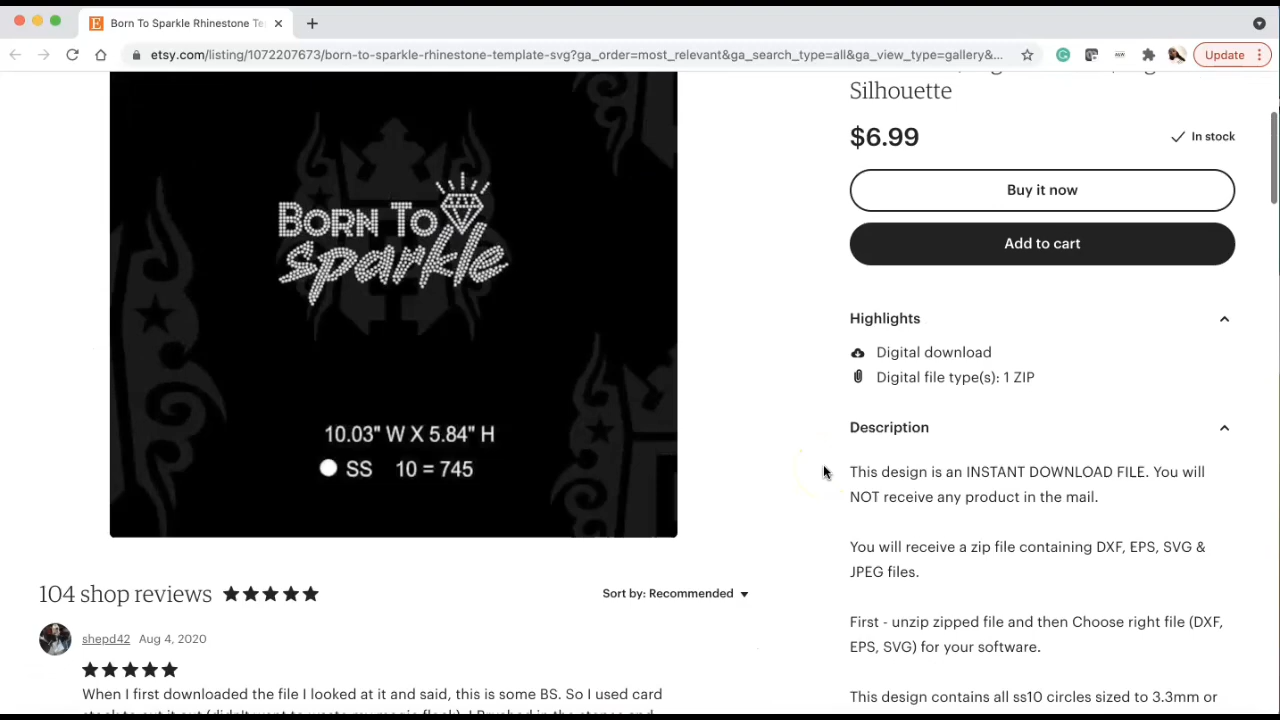 Born To Sparkle Rhinestone Te
etsy.com/listing/1072207673/born-to-sparkle-rhinestone-template-svg?ga_order=most_relevant&ga_search_type=all&ga_view_type=gallery&...
Update
Silhouette
$6.99
In stock
Buy it now
Add to cart
BORN TO
sparkle
10.03" W X 5.84" H
SS 10 = 745
Highlights
Digital download
Digital file type(s): 1 ZIP
Description
This design is an INSTANT DOWNLOAD FILE. You will
NOT receive any product in the mail.
You will receive a zip file containing DXF, EPS, SVG &
JPEG files.
First - unzip zipped file and then Choose right file (DXF,
EPS, SVG) for your software.
This design contains all ss10 circles sized to 3.3mm or
104 shop reviews
Sort by: Recommended
shepd42 Aug 4, 2020
When I first downloaded the file I looked at it and said, this is some BS. So I used card